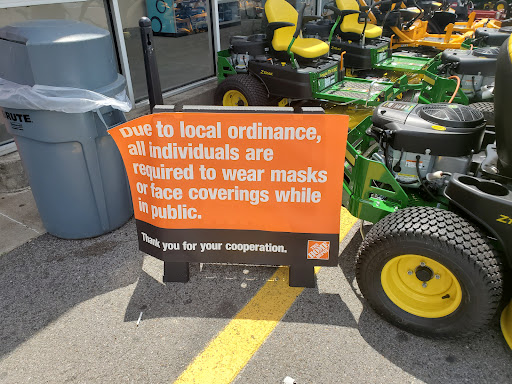 Due to local ordinance,
all individuals are
required to wear masks
or face coverings while
in public.
Thank you for your cooperation.